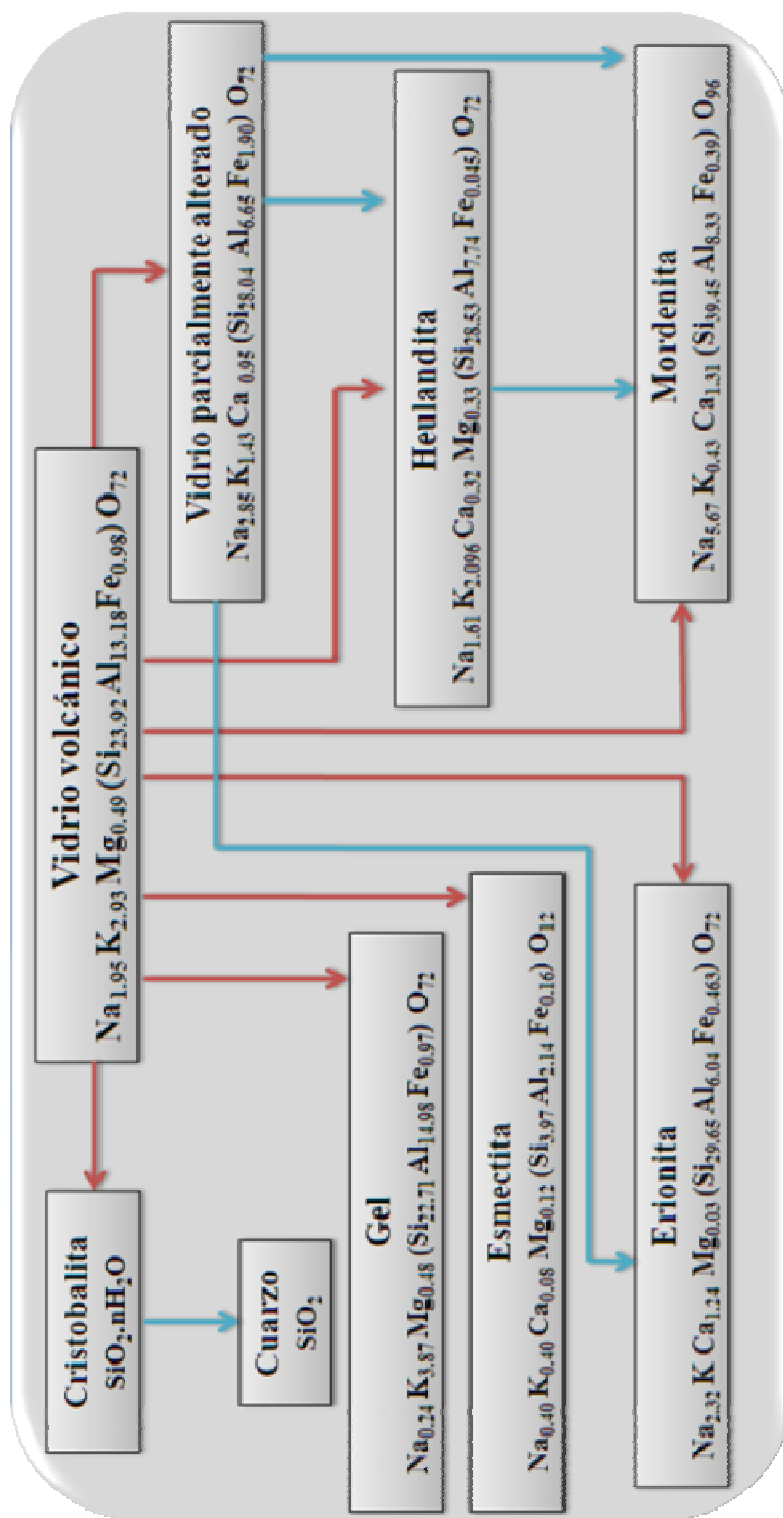 Vidrio volcánico
Na1.95 K2.93 Mg0.49 (Si23.92 Al13.18 Fe0.98) O72
Cristobalita
SiO2.nH2O
Vidrio parcialmente alterado
Na2.85 K1.43 Ca 0.95 (Si28.04 Al6.65 Fe1.90) O72
Cuarzo
SiO2
Gel
Na0.24 K3.87 Mg0.48 (Si22.71 Al14.98 Fe0.97) O72
Heulandita
Na1.61 K2.096 Ca0.32 Mg0.33 (Si28.53 Al7.74 Fe0.045) O72
Esmectita
Na0.40 K0.40 Ca0.08 Mg0.12 (Si3.97 Al2.14 Fe0.16) O12
Erionita
Na2.32 K Ca1.24 Mg0.03 (Si29.65 Al6.04 Fe0.463) O72
Mordenita
Na5.67 K0.43 Ca1.31 (Si39.45 Al8.33 Fe0.39) O96